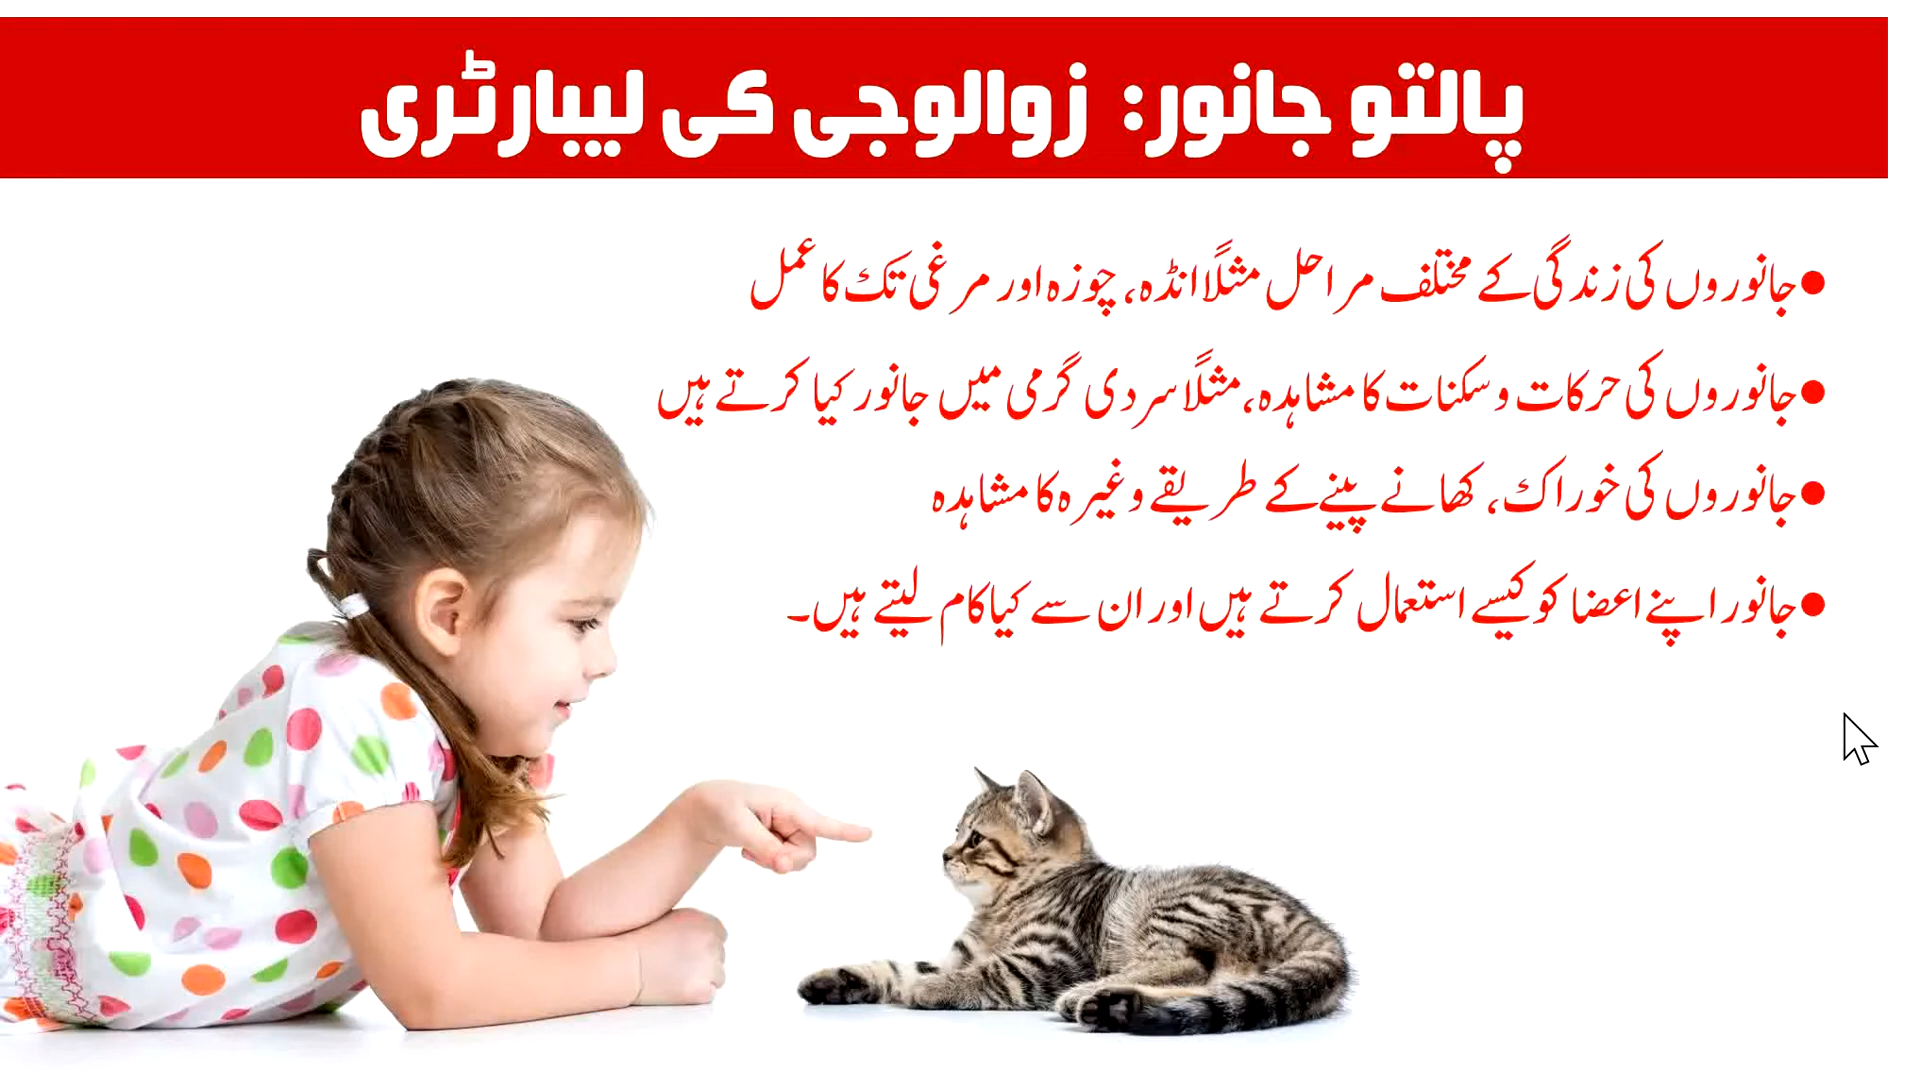 پالتو جانور: زوالوجی کی لیبارٹری
•جانوروں کی زندگی کے مختلف مراحل مثلاً انڈہ، چوزہ اور مرغی تک کا عمل
•جانوروں کی حرکات و سکنات کا مشاہدہ، مثلاً سردی گرمی میں جانور کیا کرتے ہیں
•جانوروں کی خوراک، کھانے پینے کے طریقے وغیرہ کا مشاہدہ
•جانور اپنے اعضا کو کیسے استعمال کرتے ہیں اور ان سے کیا کام لیتے ہیں۔